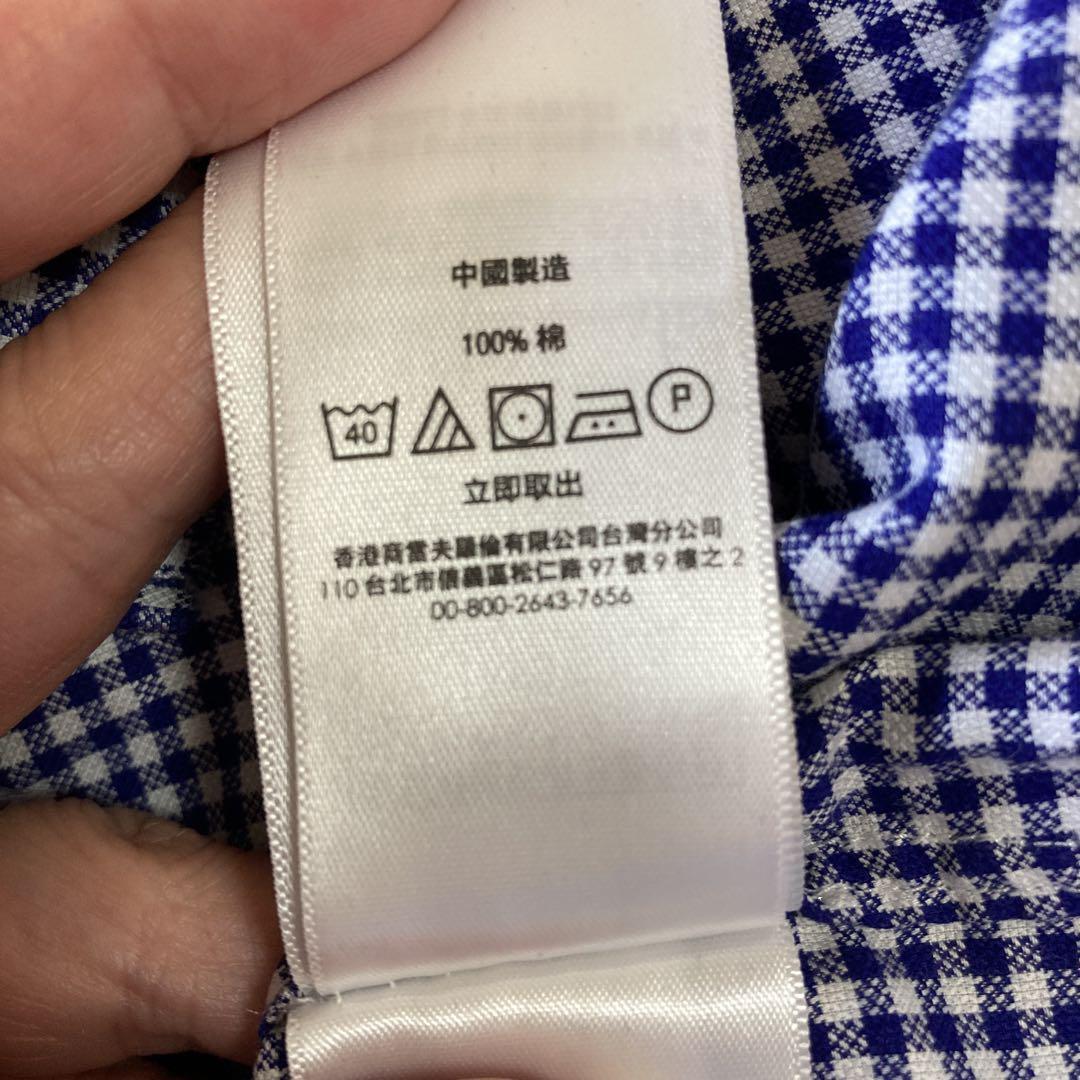 中國製造
100% 棉
40 P
立即取出
香港商雷夫羅倫有限公司台灣分公司
110 台北市信義區松仁路 97 號 9 樓之 2
00-800-2643-7656